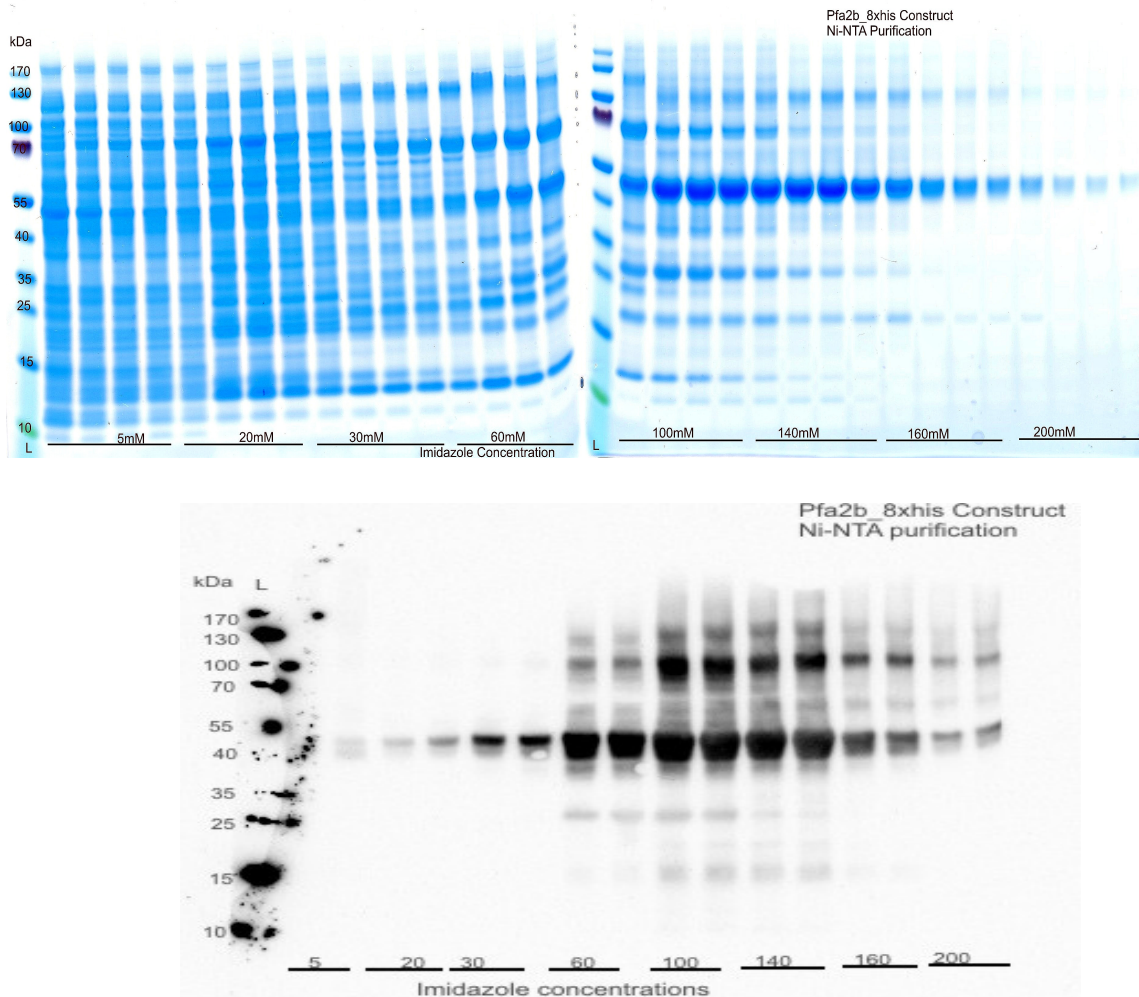 Pfa2b_8xhis Construct
Ni-NTA Purification
kDa
170
130
100
70
55
40
35
25
15
10
L
5mM
20mM
30mM
60mM
Imidazole Concentration
L
100mM
140mM
160mM
200mM
Pfa2b_8xhis Construct
Ni-NTA purification
kDa
L
170
130
100
70
55
40
35
25
15
10
5
20
30
60
100
140
160
200
Imidazole concentrations